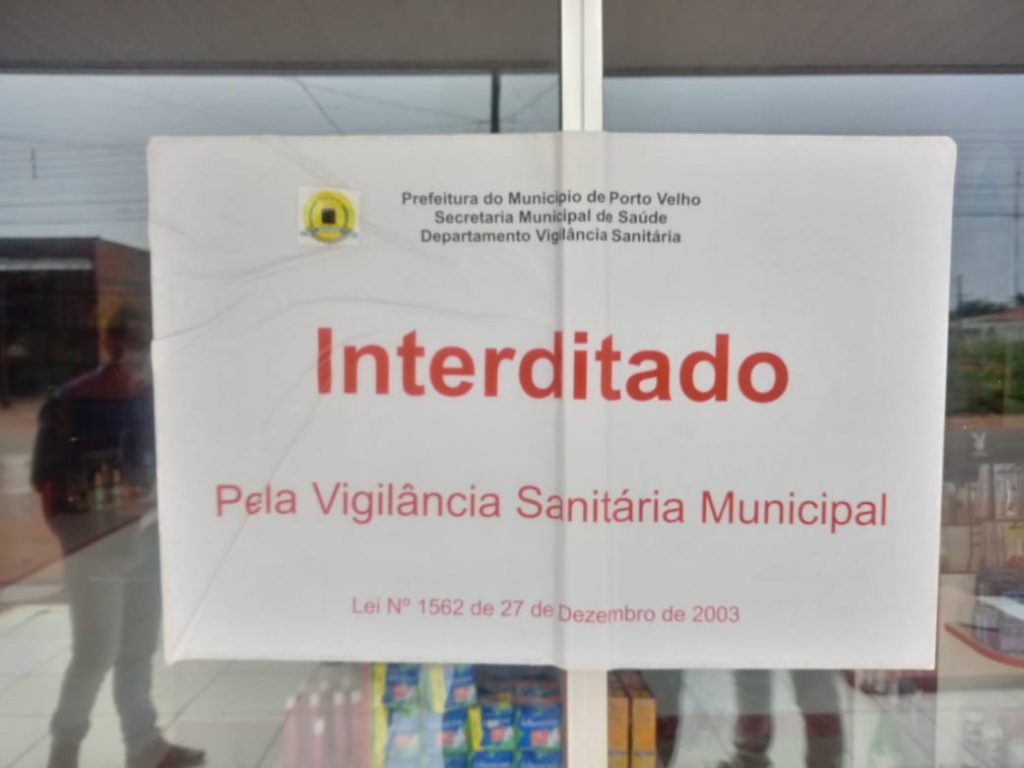 Prefeitura do Município de Porto Velho
Secretaria Municipal de Saúde
Departamento Vigilância Sanitária
Interditado
Pela Vigilância Sanitária Municipal
Lei Nº 1562 de 27 de Dezembro de 2003